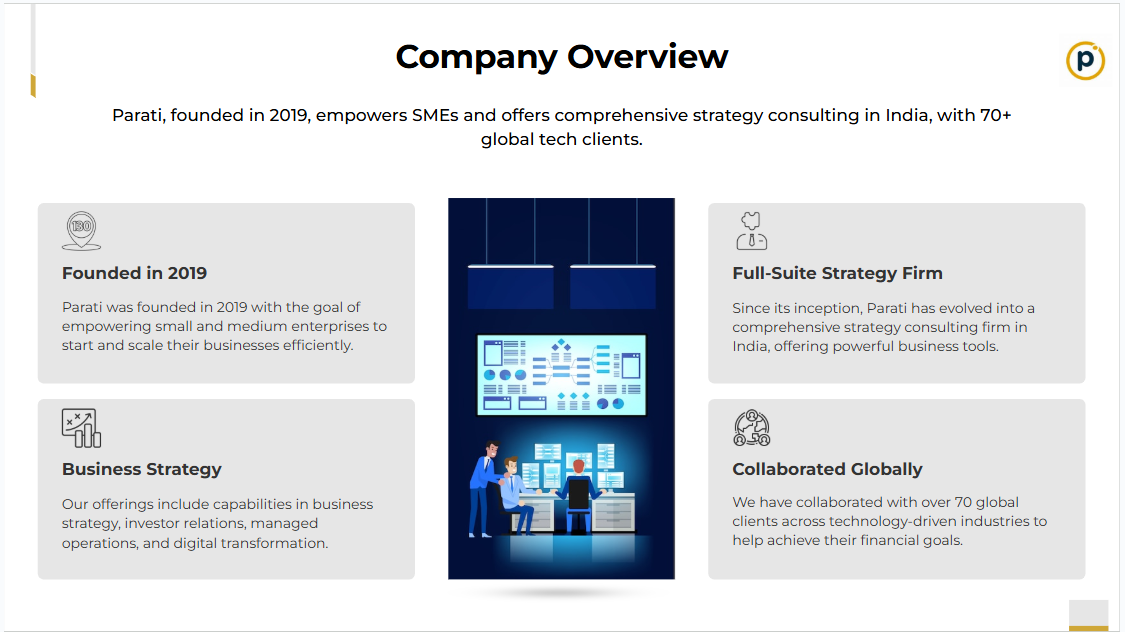 Company Overview
p
Parati, founded in 2019, empowers SMEs and offers comprehensive strategy consulting in India, with 70+
global tech clients.
130
Founded in 2019
Parati was founded in 2019 with the goal of
empowering small and medium enterprises to
start and scale their businesses efficiently.
Full-Suite Strategy Firm
Since its inception, Parati has evolved into a
comprehensive strategy consulting firm in
India, offering powerful business tools.
Business Strategy
Our offerings include capabilities in business
strategy, investor relations, managed
operations, and digital transformation.
Collaborated Globally
We have collaborated with over 70 global
clients across technology-driven industries to
help achieve their financial goals.